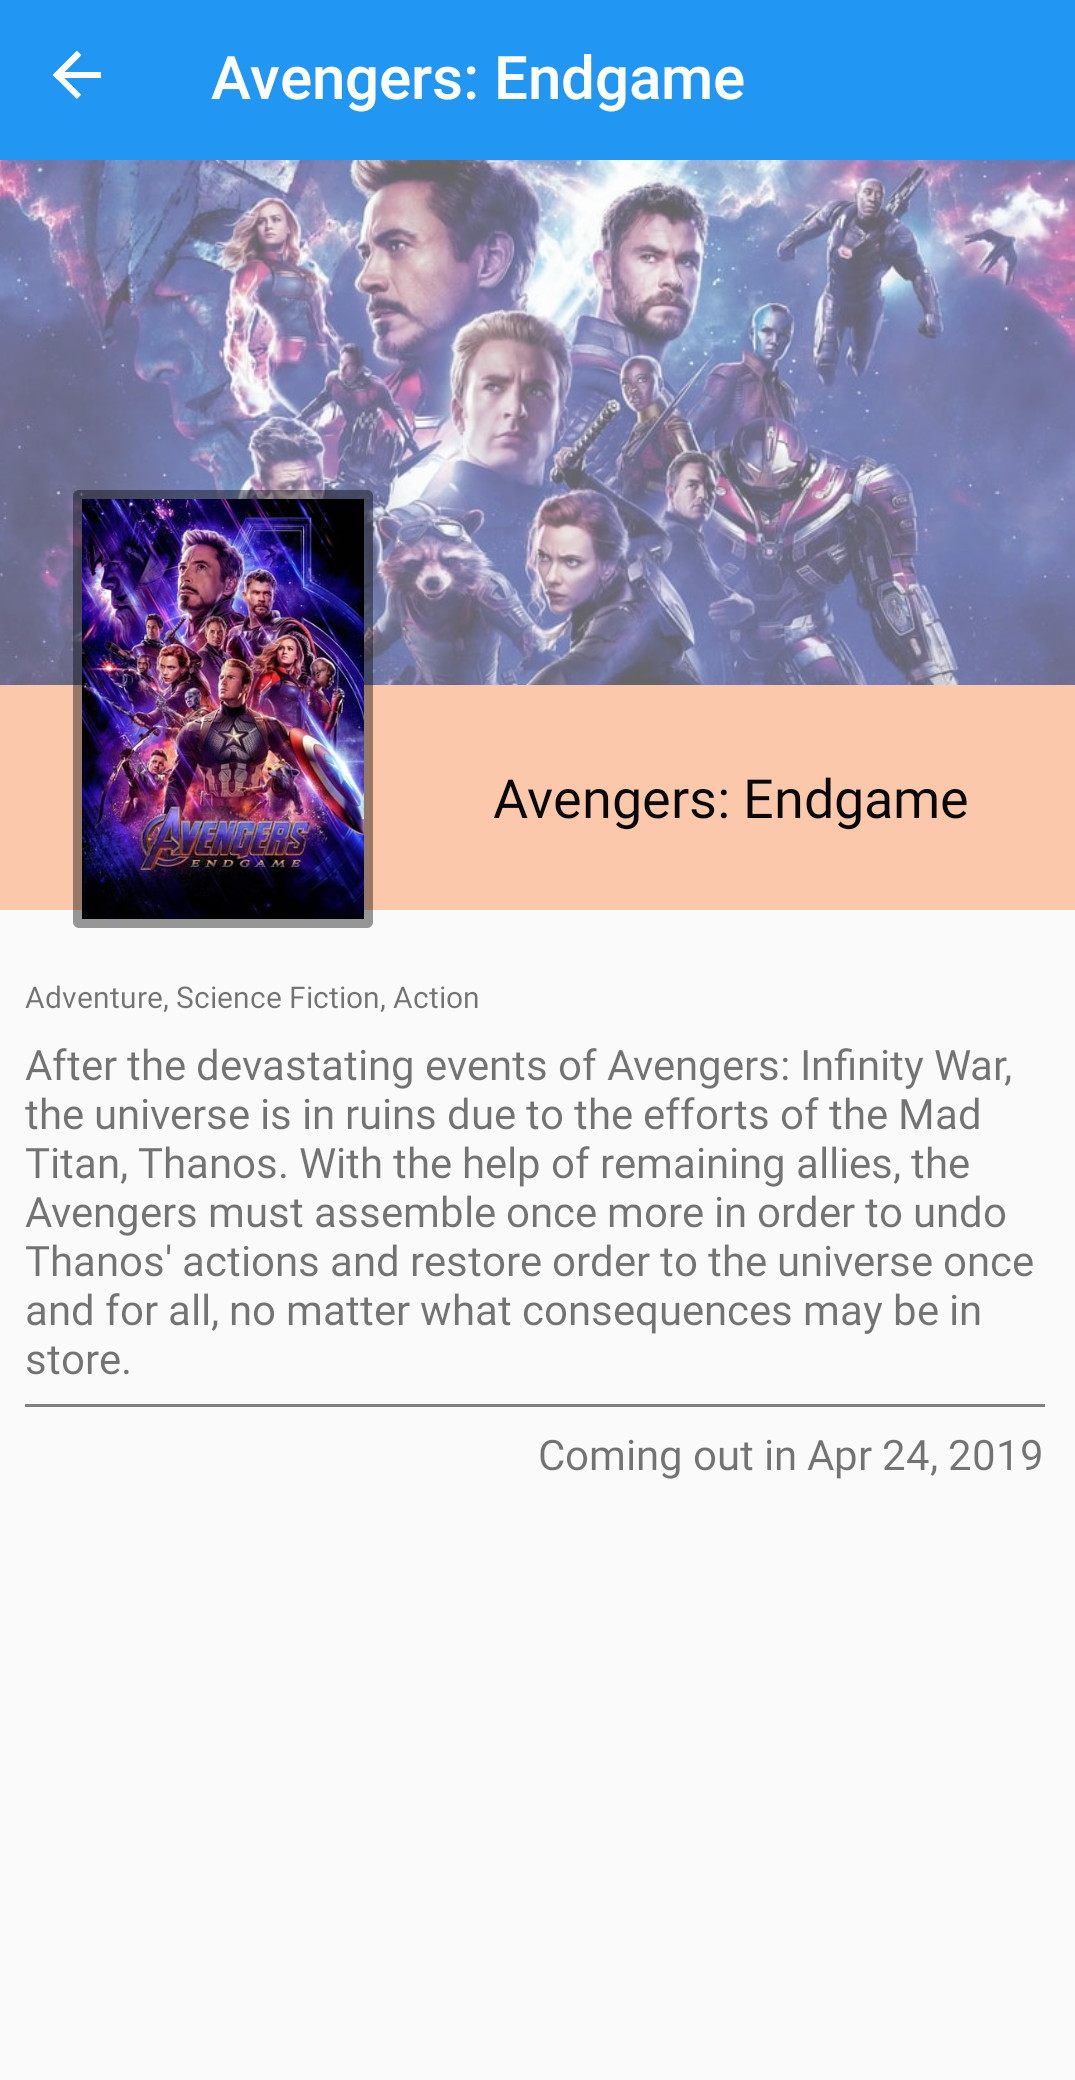 Avengers: Endgame
AVENGERS
ENDGAME
Avengers: Endgame
Adventure, Science Fiction, Action
After the devastating events of Avengers: Infinity War,
the universe is in ruins due to the efforts of the Mad
Titan, Thanos. With the help of remaining allies, the
Avengers must assemble once more in order to undo
Thanos' actions and restore order to the universe once
and for all, no matter what consequences may be in
store.
Coming out in Apr 24, 2019